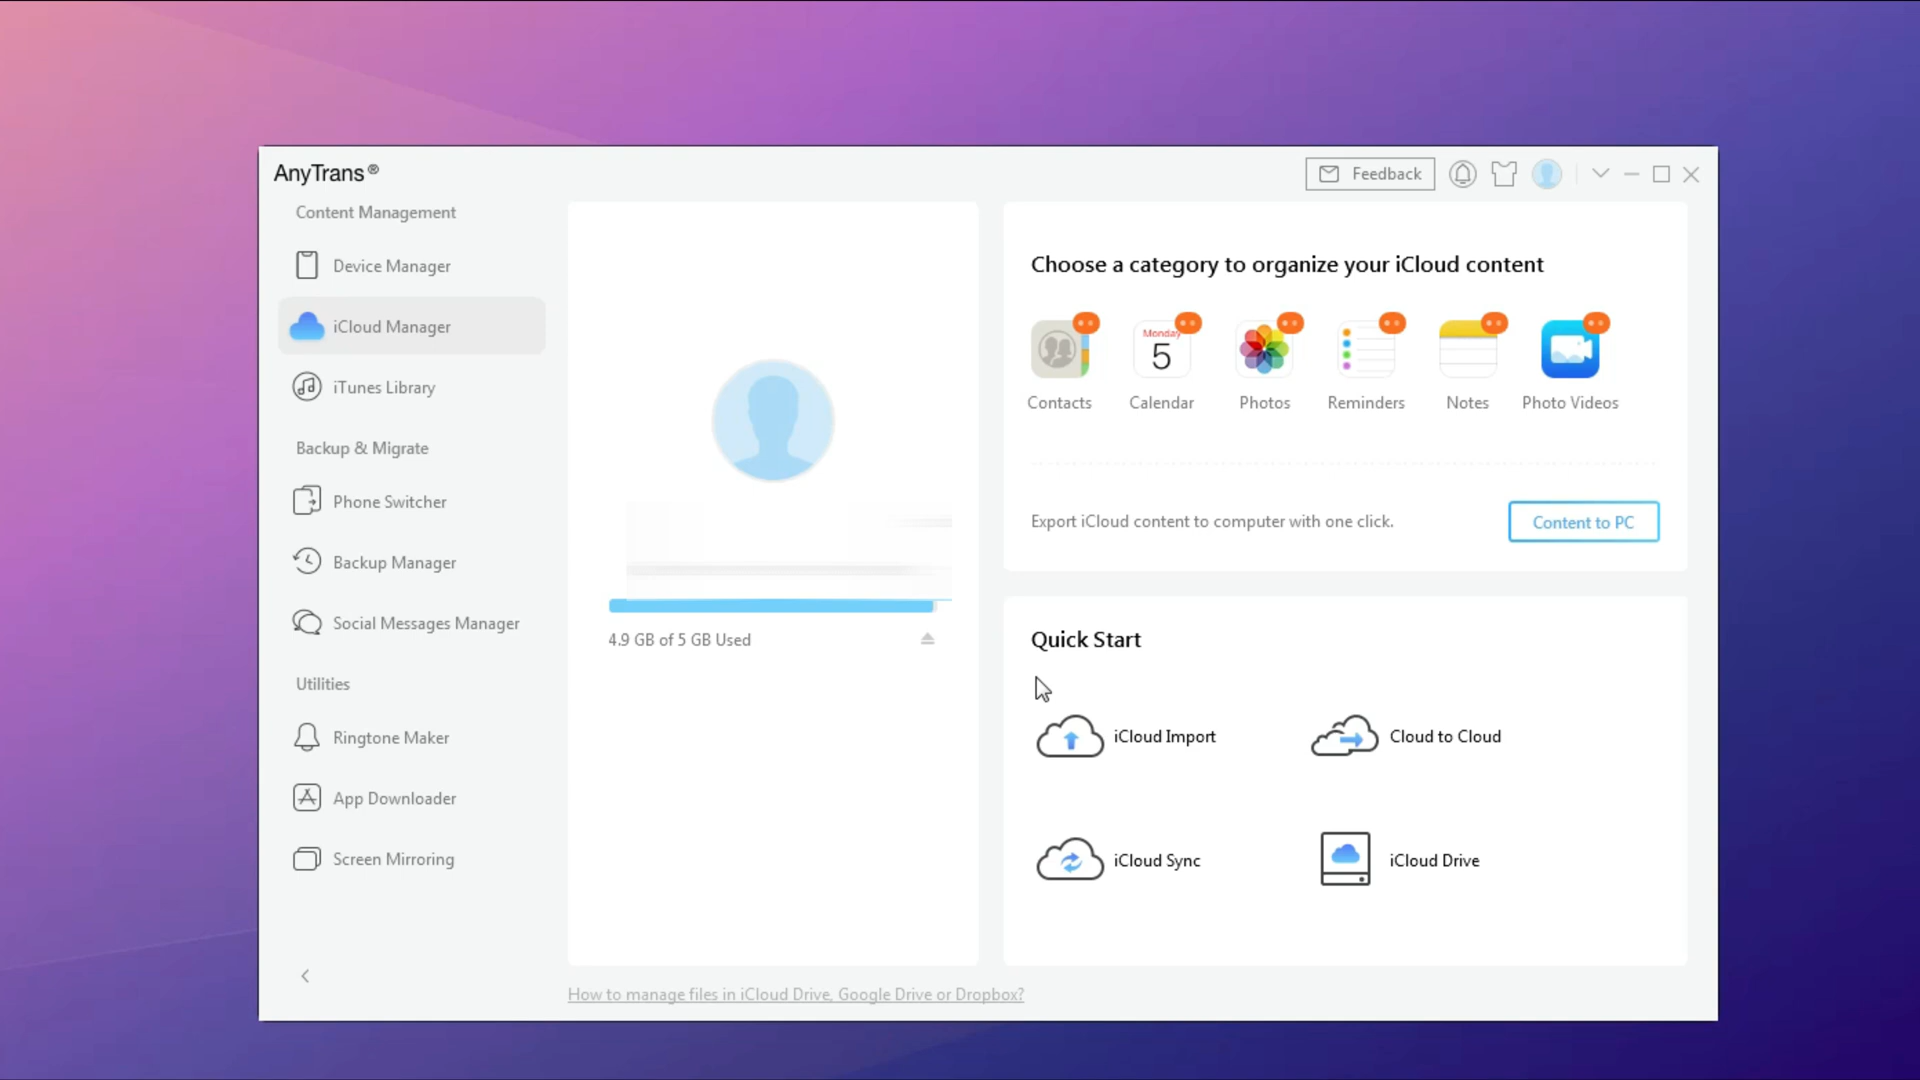 AnyTrans®
Feedback
Content Management
Device Manager
iCloud Manager
iTunes Library
Backup & Migrate
Phone Switcher
Backup Manager
Social Messages Manager
Utilities
Ringtone Maker
App Downloader
Screen Mirroring
4.9 GB of 5 GB Used
Choose a category to organize your iCloud content
Monday
5
Contacts
Calendar
Photos
Reminders
Notes
Photo Videos
Export iCloud content to computer with one click.
Content to PC
Quick Start
iCloud Import
Cloud to Cloud
iCloud Sync
iCloud Drive
How to manage files in iCloud Drive, Google Drive or Dropbox?